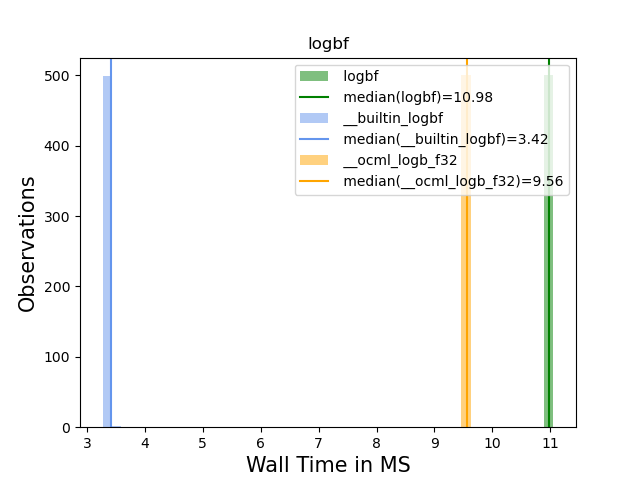 logbf
500
400
300
200
100
0
Observations
logbf
median(logbf)=10.98
__builtin_logbf
median(__builtin_logbf)=3.42
__ocml_logb_f32
median(__ocml_logb_f32)=9.56
3 4 5 6 7 8 9 10 11
Wall Time in MS